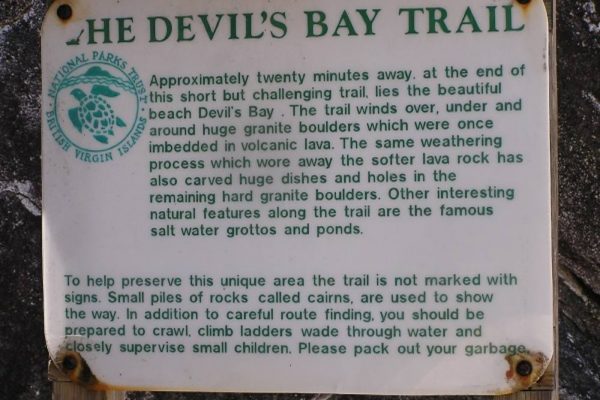 THE DEVIL'S BAY TRAIL
NATIONAL PARKS TRUST
BRITISH VIRGIN ISLANDS
Approximately twenty minutes away. at the end of
this short but challenging trail, lies the beautiful
beach Devil's Bay . The trail winds over, under and
around huge granite boulders which were once
imbedded in volcanic lava. The same weathering
process which wore away the softer lava rock has
also carved huge dishes and holes in the
remaining hard granite boulders. Other interesting
natural features along the trail are the famous
salt water grottos and ponds.
To help preserve this unique area the trail is not marked with
signs. Small piles of rocks called cairns, are used to show
the way. In addition to careful route finding, you should be
prepared to crawl, climb ladders wade through water and
closely supervise small children. Please pack out your garbage.